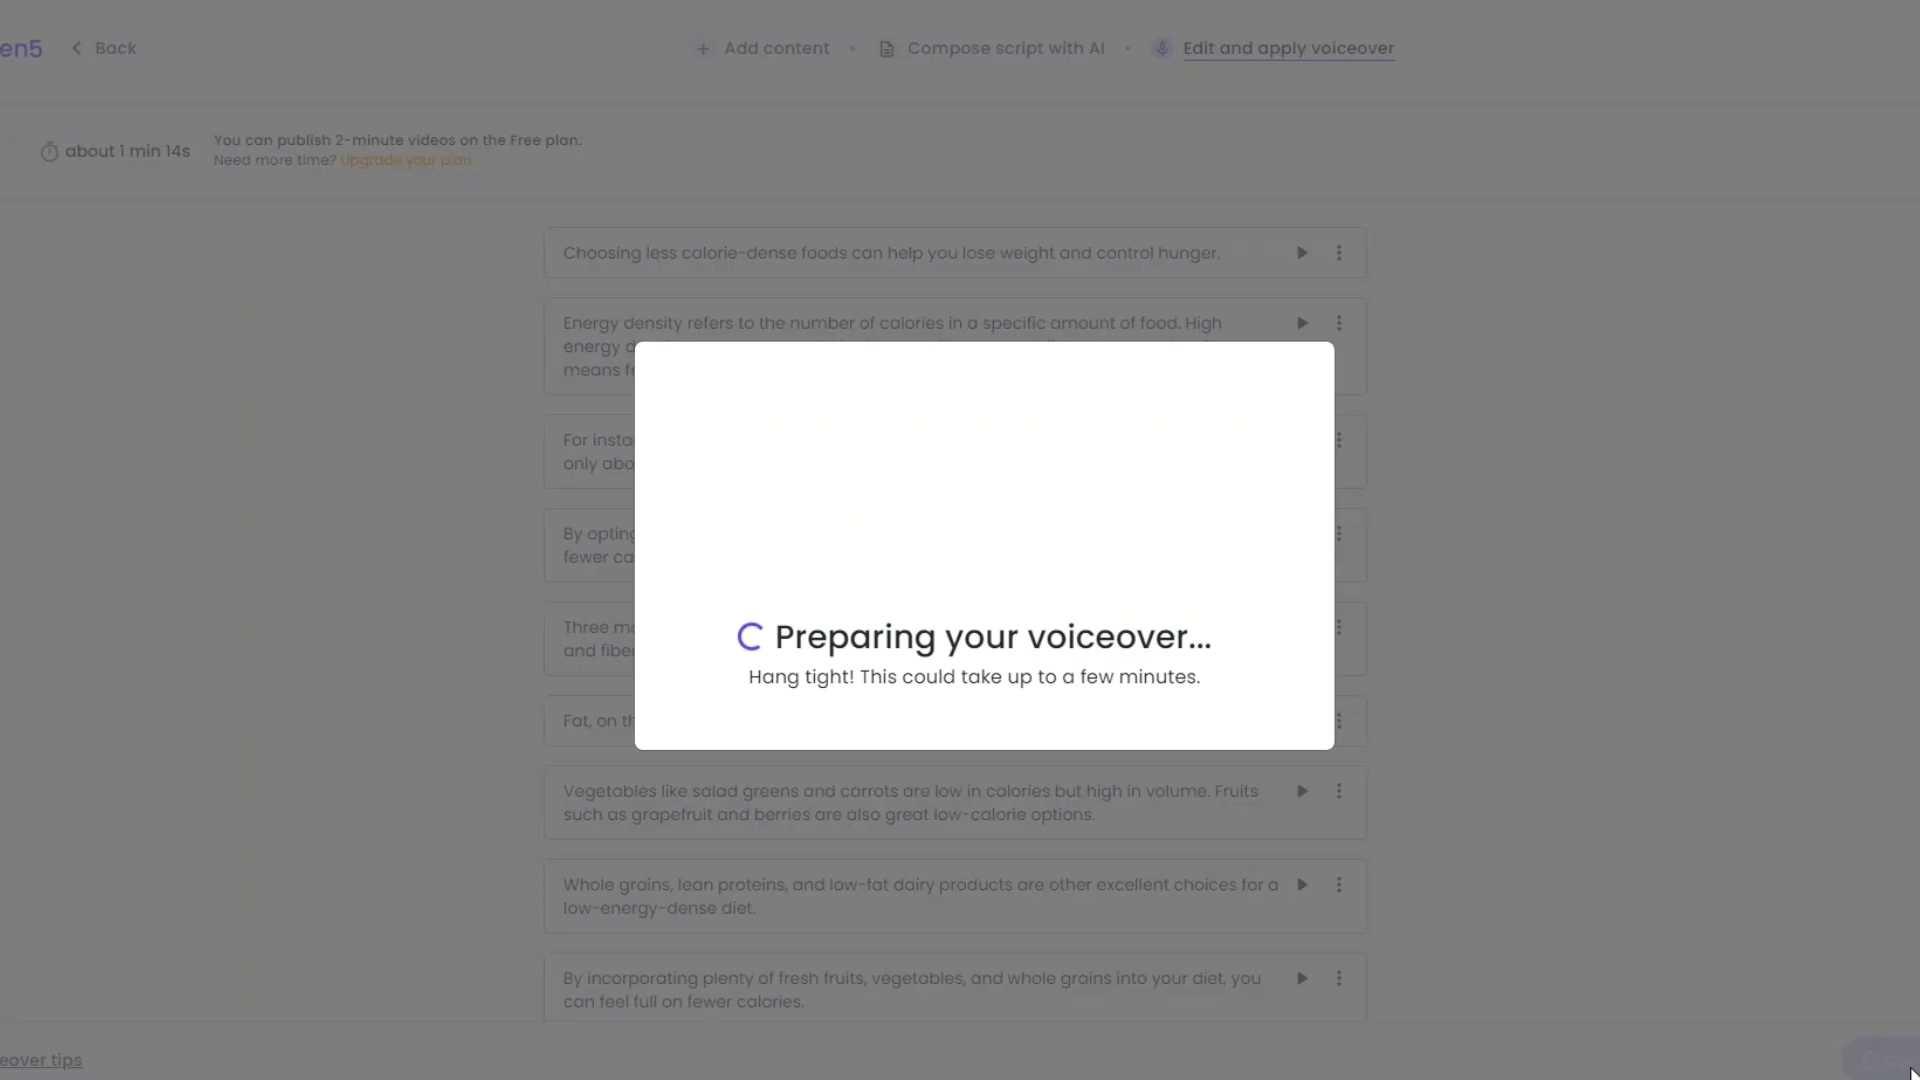 en5
Back
Add content
Compose script with AI
Edit and apply voiceover
about 1 min 14s
You can publish 2-minute videos on the Free plan.
Need more time? Upgrade your plan
Choosing less calorie-dense foods can help you lose weight and control hunger.
Energy density refers to the number of calories in a specific amount of food. High
energy
means
For
only
By
fewer
Three
and
Fat, on
Preparing your voiceover...
Hang tight! This could take up to a few minutes.
Vegetables like salad greens and carrots are low in calories but high in volume. Fruits
such as grapefruit and berries are also great low-calorie options.
Whole grains, lean proteins, and low-fat dairy products are other excellent choices for a
low-energy-dense diet.
By incorporating plenty of fresh fruits, vegetables, and whole grains into your diet, you
can feel full on fewer calories.
eover tips